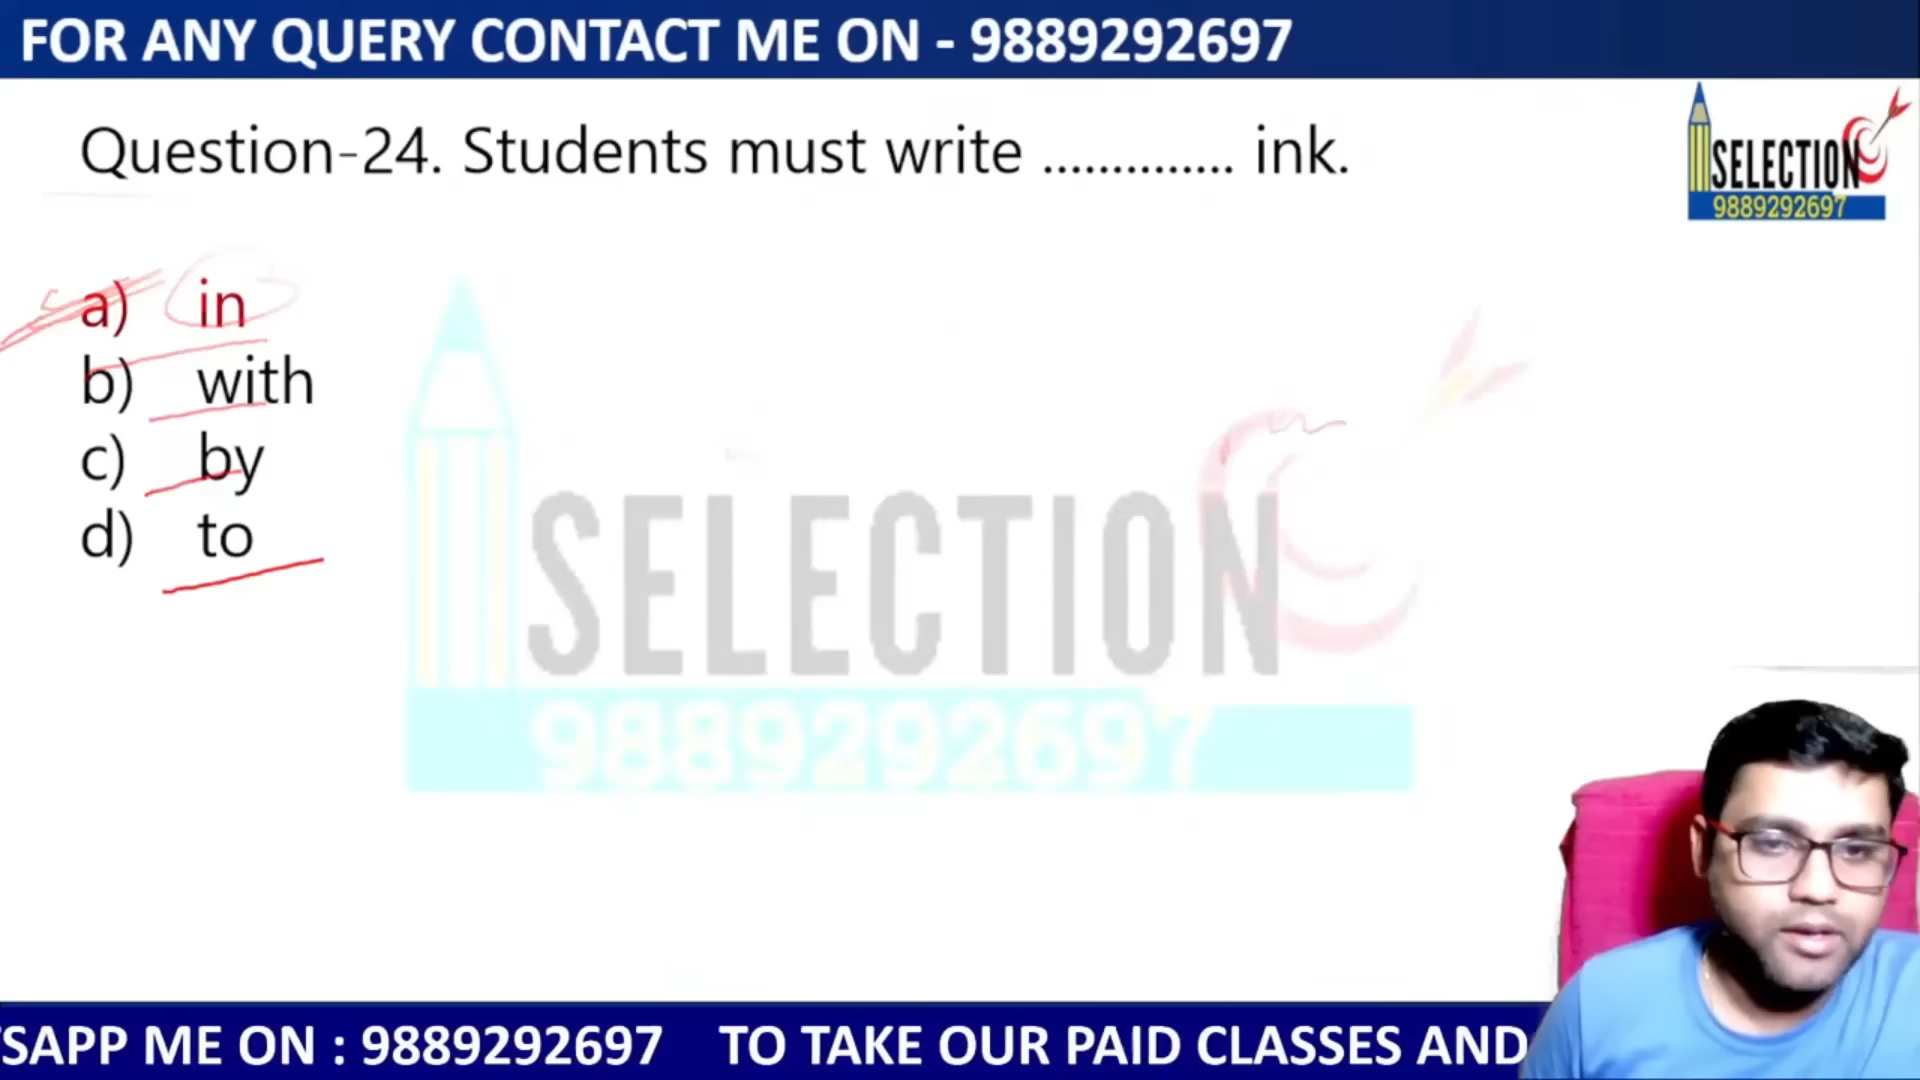 FOR ANY QUERY CONTACT ME ON - 9889292697
Question-24. Students must write .............. ink.
SELECTION
9889292697
a) in
b) with
c) by
d) to
SELECTION
9889292697
SAPP ME ON : 9889292697 TO TAKE OUR PAID CLASSES AND